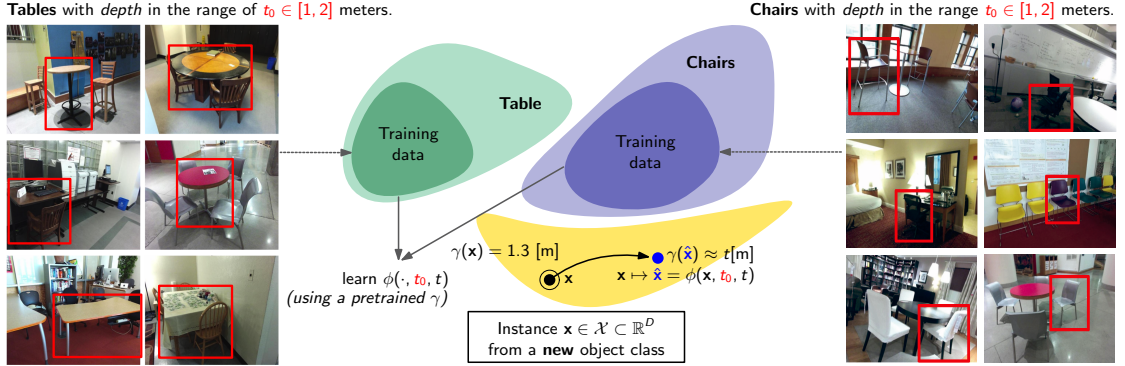 Tables with depth in the range of t₀ ∈ [1, 2] meters.
Chairs with depth in the range t₀ ∈ [1, 2] meters.
Chairs
Table
Training
data
Training
data
γ(x) = 1.3 [m]
γ(x̂) ≈ t[m]
x
x ↦ x̂ = ϕ(x, t₀, t)
learn ϕ(·, t₀, t)
(using a pretrained γ)
Instance x ∈ 𝒳 ⊂ ℝᴰ
from a new object class